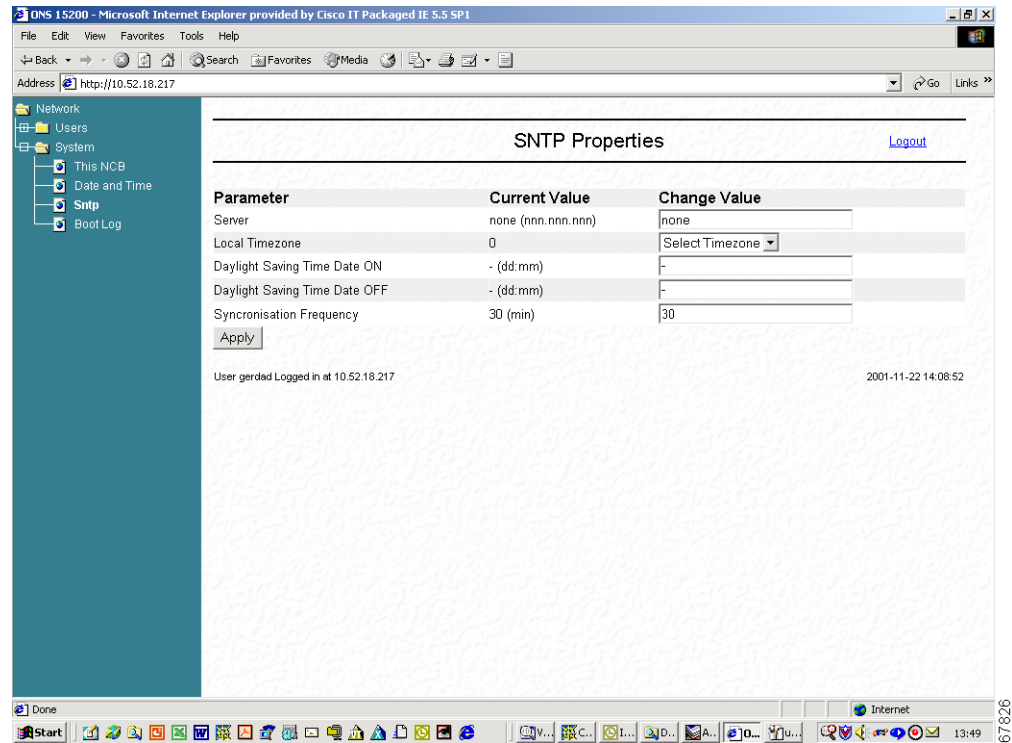 ONS 15200 - Microsoft Internet Explorer provided by Cisco IT Packaged IE 5.5 SP1
File Edit View Favorites Tools Help
Back Search Favorites Media
Address http://10.52.18.217 Go Links »
Network
Users
System
This NCB
Date and Time
Sntp
Boot Log
SNTP Properties Logout
Parameter Current Value Change Value
Server none (nnn.nnn.nnn) none
Local Timezone 0 Select Timezone
Daylight Saving Time Date ON - (dd:mm) -
Daylight Saving Time Date OFF - (dd:mm) -
Syncronisation Frequency 30 (min) 30
Apply
User gerdad Logged in at 10.52.18.217 2001-11-22 14:08:52
Done Internet
Start V... C... I... D... A... O... u... 13:49
67826